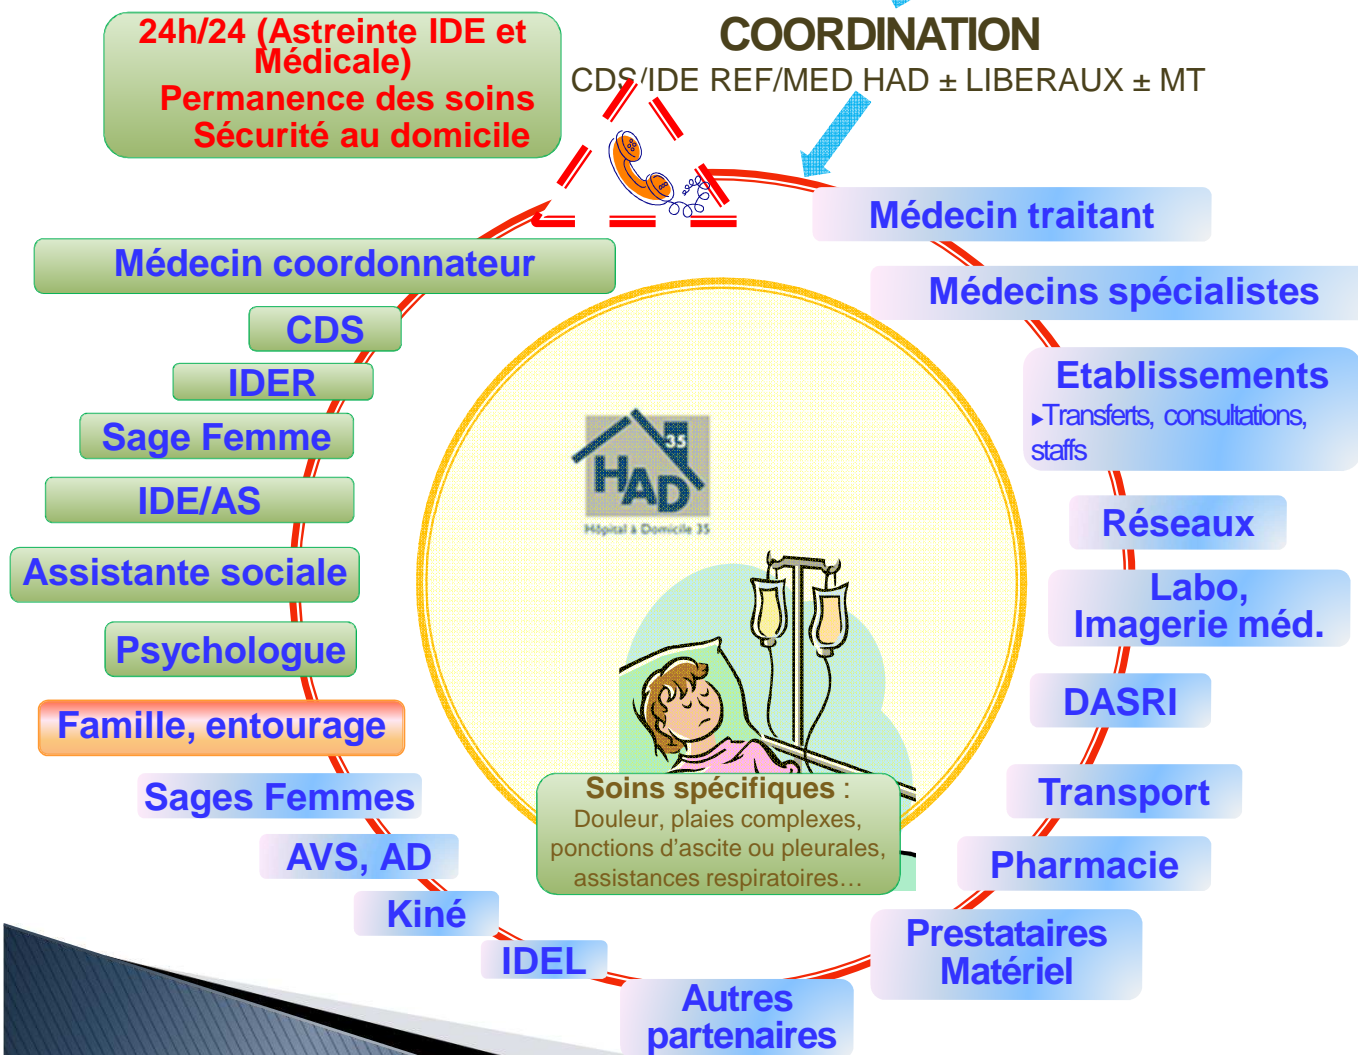 24h/24 (Astreinte IDE et
Médicale)
Permanence des soins
Sécurité au domicile
COORDINATION
CDS/IDE REF/MED HAD ± LIBERAUX ± MT
Médecin traitant
Médecin coordonnateur
Médecins spécialistes
CDS
IDER
Etablissements
►Transferts, consultations,
staffs
Sage Femme
35
HAD
Hôpital à Domicile 35
IDE/AS
Réseaux
Assistante sociale
Labo,
Imagerie méd.
Psychologue
DASRI
Famille, entourage
Sages Femmes
Transport
Soins spécifiques :
Douleur, plaies complexes,
ponctions d'ascite ou pleurales,
assistances respiratoires…
AVS, AD
Pharmacie
Kiné
Prestataires
Matériel
IDEL
Autres
partenaires